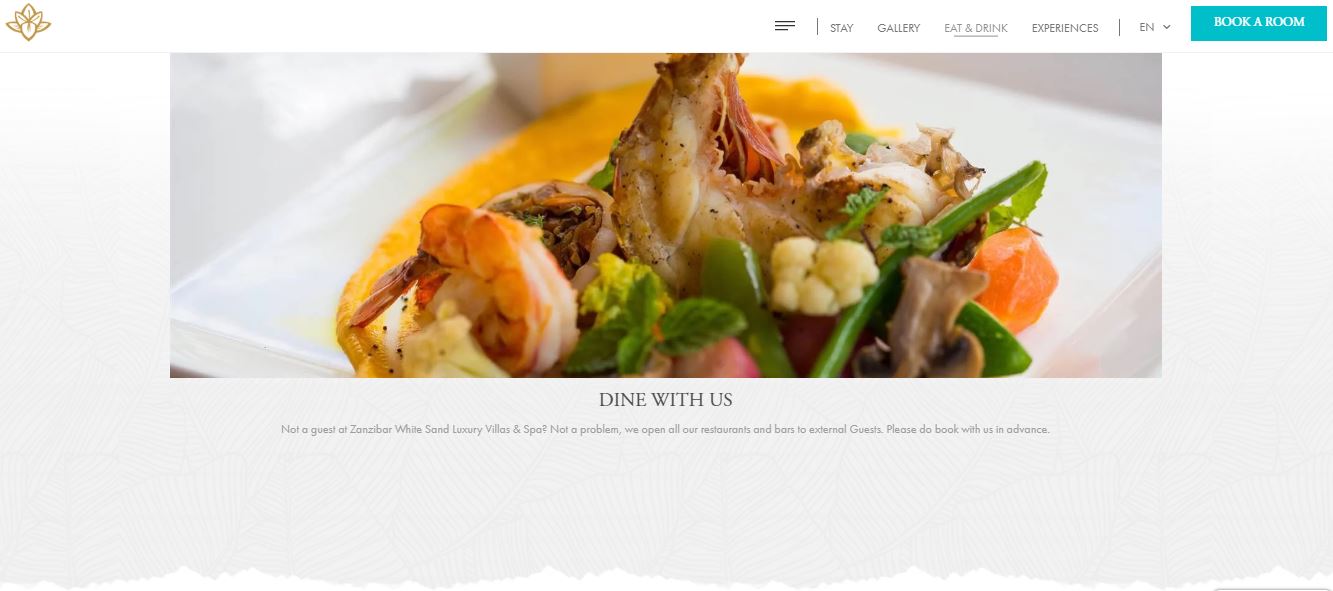 STAY GALLERY EAT & DRINK EXPERIENCES EN BOOK A ROOM
DINE WITH US
Not a guest at Zanzibar White Sand Luxury Villas & Spa? Not a problem, we open all our restaurants and bars to external Guests. Please do book with us in advance.